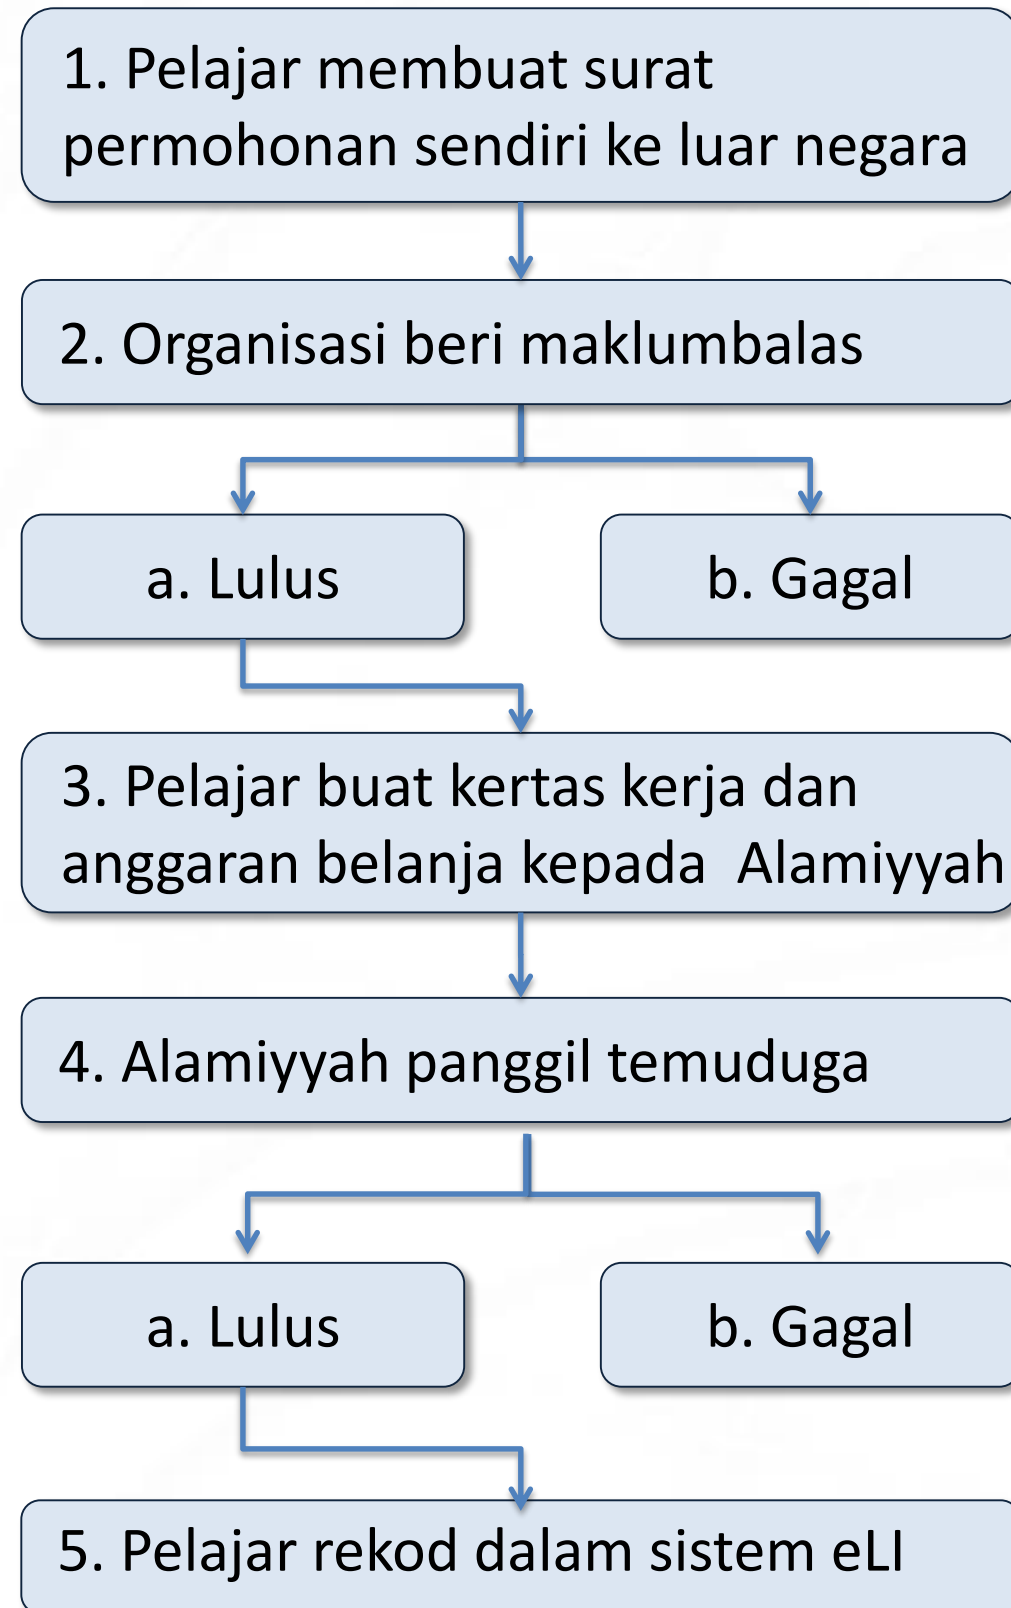 1. Pelajar membuat surat
permohonan sendiri ke luar negara
2. Organisasi beri maklumbalas
a. Lulus
b. Gagal
3. Pelajar buat kertas kerja dan
anggaran belanja kepada Alamiyyah
4. Alamiyyah panggil temuduga
a. Lulus
b. Gagal
5. Pelajar rekod dalam sistem eLI